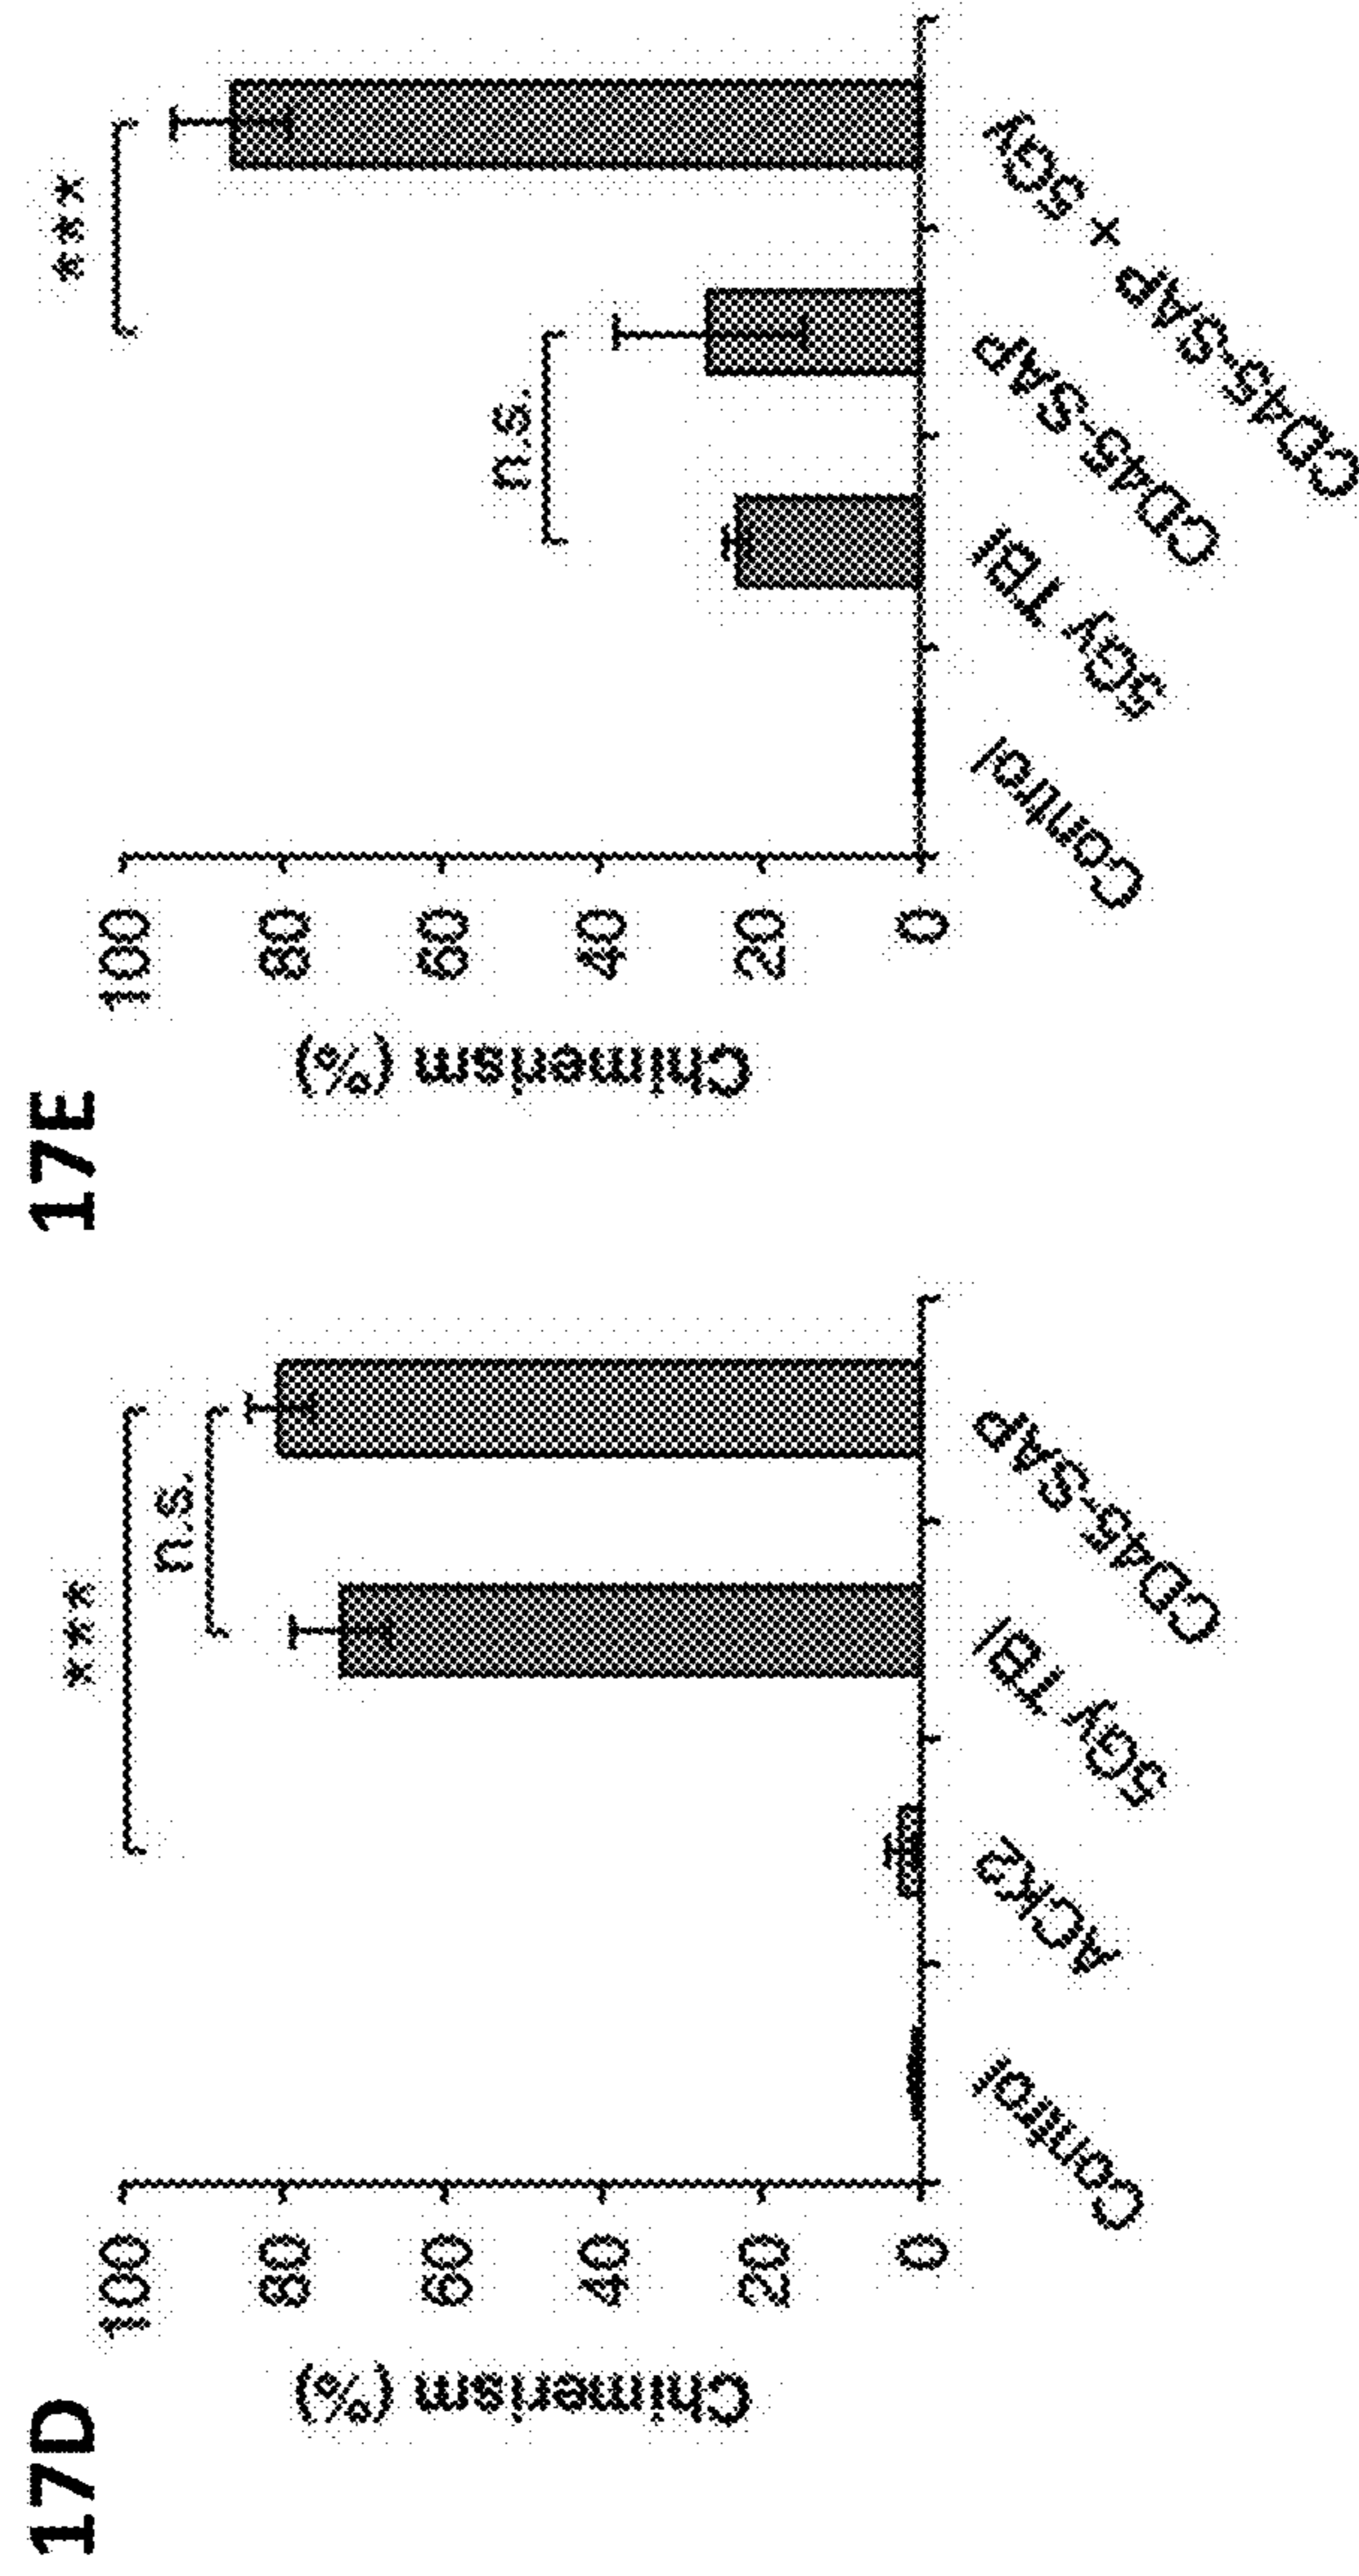 17D
Chimerism (%)
100
80
60
40
20
0
***
n.s.
Control
ACK2
5Gy TBI
CD45-SAP
17E
Chimerism (%)
100
80
60
40
20
0
n.s.
***
Control
5Gy TBI
CD45-SAP
CD45-SAP + 5Gy